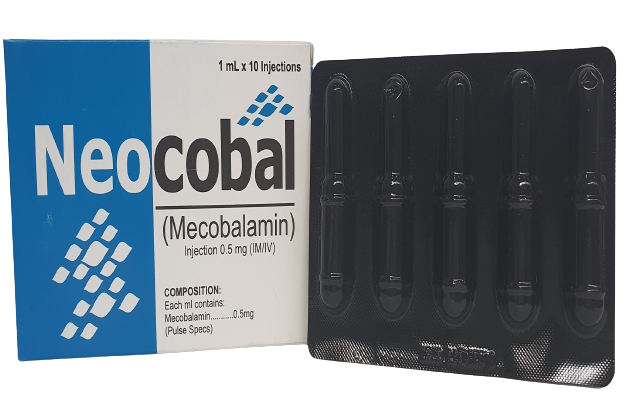 1 mL x 10 Injections
Neocobal
(Mecobalamin)
Injection 0.5 mg (IM/IV)
COMPOSITION:
Each ml contains:
Mecobalamin...........0.5mg
(Pulse Specs)